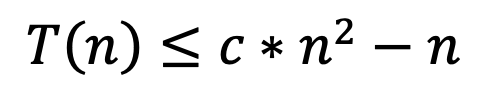 T(n) ≤ c * n² − n